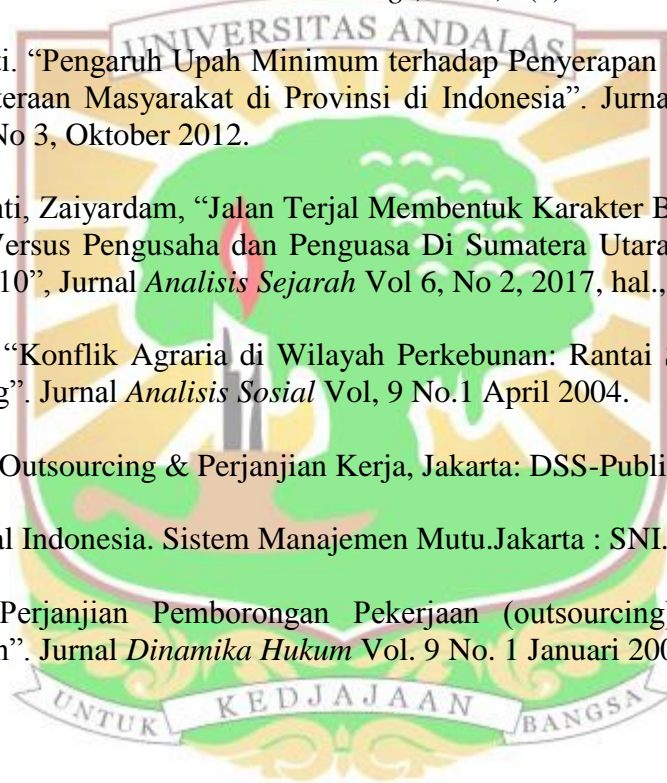 UNIVERSITAS ANDALAS
ti. “Pengaruh Upah Minimum terhadap Penyerapan
teraan Masyarakat di Provinsi di Indonesia”. Jurna
No 3, Oktober 2012.
nti, Zaiyardam, “Jalan Terjal Membentuk Karakter B
Versus Pengusaha dan Penguasa Di Sumatera Utara
10”, Jurnal Analisis Sejarah Vol 6, No 2, 2017, hal.,
“Konflik Agraria di Wilayah Perkebunan: Rantai S
g”. Jurnal Analisis Sosial Vol, 9 No.1 April 2004.
Outsourcing & Perjanjian Kerja, Jakarta: DSS-Publi
al Indonesia. Sistem Manajemen Mutu.Jakarta : SNI.
Perjanjian Pemborongan Pekerjaan (outsourcing)
n”. Jurnal Dinamika Hukum Vol. 9 No. 1 Januari 200
UNTUK KEDJAJAAN BANGSA